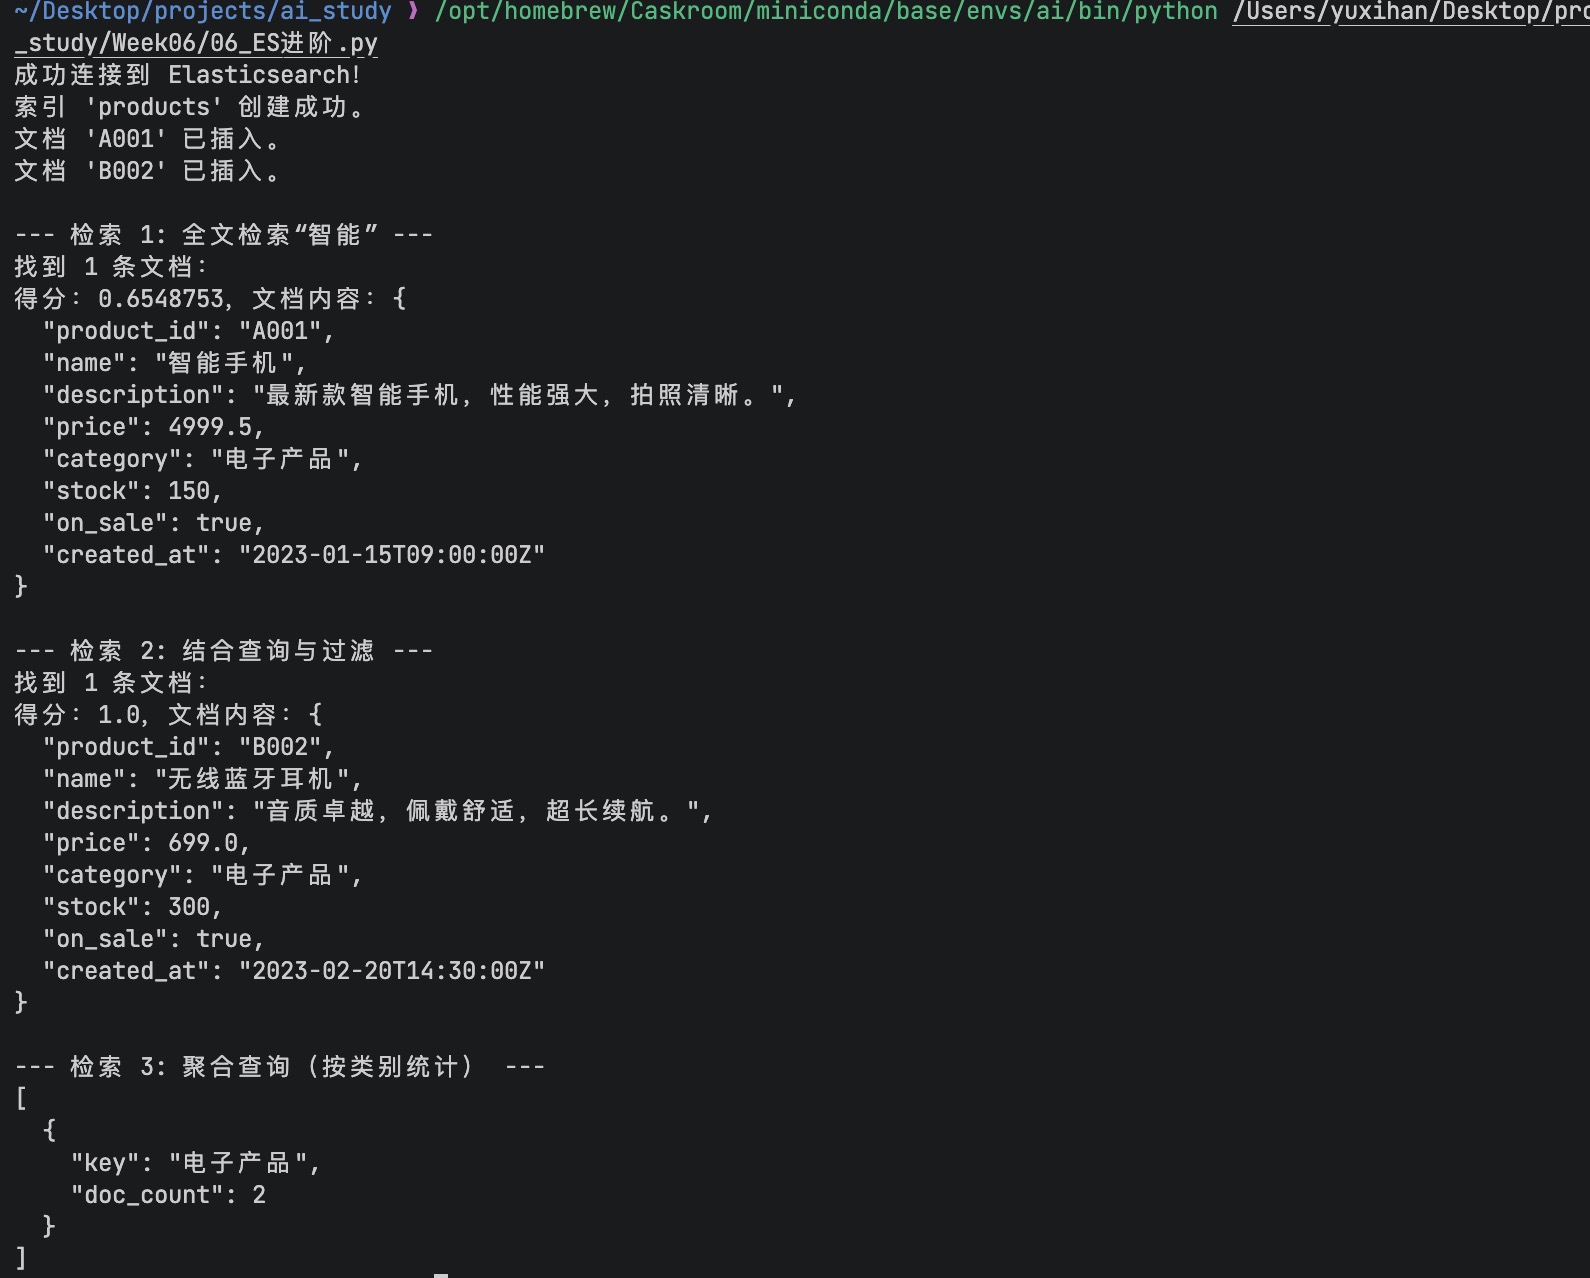 ~/Desktop/projects/ai_study ❯ /opt/homebrew/Caskroom/miniconda/base/envs/ai/bin/python /Users/yuxihan/Desktop/pro
_study/Week06/06_ES进阶.py
成功连接到 Elasticsearch!
索引 'products' 创建成功。
文档 'A001' 已插入。
文档 'B002' 已插入。
--- 检索 1: 全文检索“智能” ---
找到 1 条文档:
得分: 0.6548753, 文档内容: {
  "product_id": "A001",
  "name": "智能手机",
  "description": "最新款智能手机, 性能强大, 拍照清晰。",
  "price": 4999.5,
  "category": "电子产品",
  "stock": 150,
  "on_sale": true,
  "created_at": "2023-01-15T09:00:00Z"
}
--- 检索 2: 结合查询与过滤 ---
找到 1 条文档:
得分: 1.0, 文档内容: {
  "product_id": "B002",
  "name": "无线蓝牙耳机",
  "description": "音质卓越, 佩戴舒适, 超长续航。",
  "price": 699.0,
  "category": "电子产品",
  "stock": 300,
  "on_sale": true,
  "created_at": "2023-02-20T14:30:00Z"
}
--- 检索 3: 聚合查询 (按类别统计) ---
[
  {
    "key": "电子产品",
    "doc_count": 2
  }
]